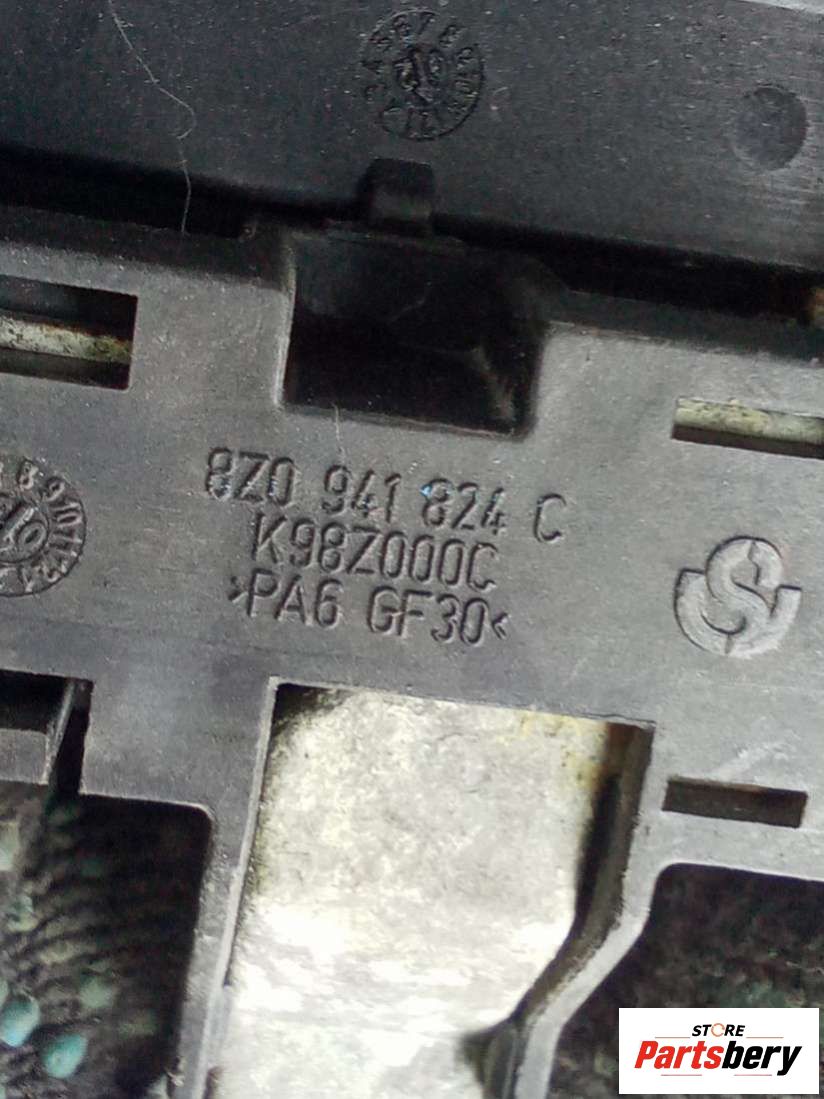 8Z0 941 824 C
K98Z000C
>PA6 GF30<
STORE
Partsbery